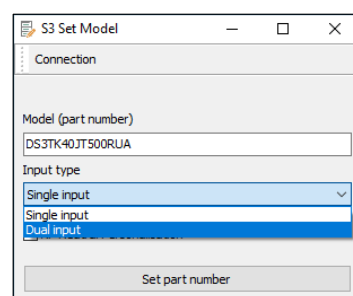 S3 Set Model
Connection
Model (part number)
DS3TK40JT500RUA
Input type
Single input
Single input
Dual input
Set part number